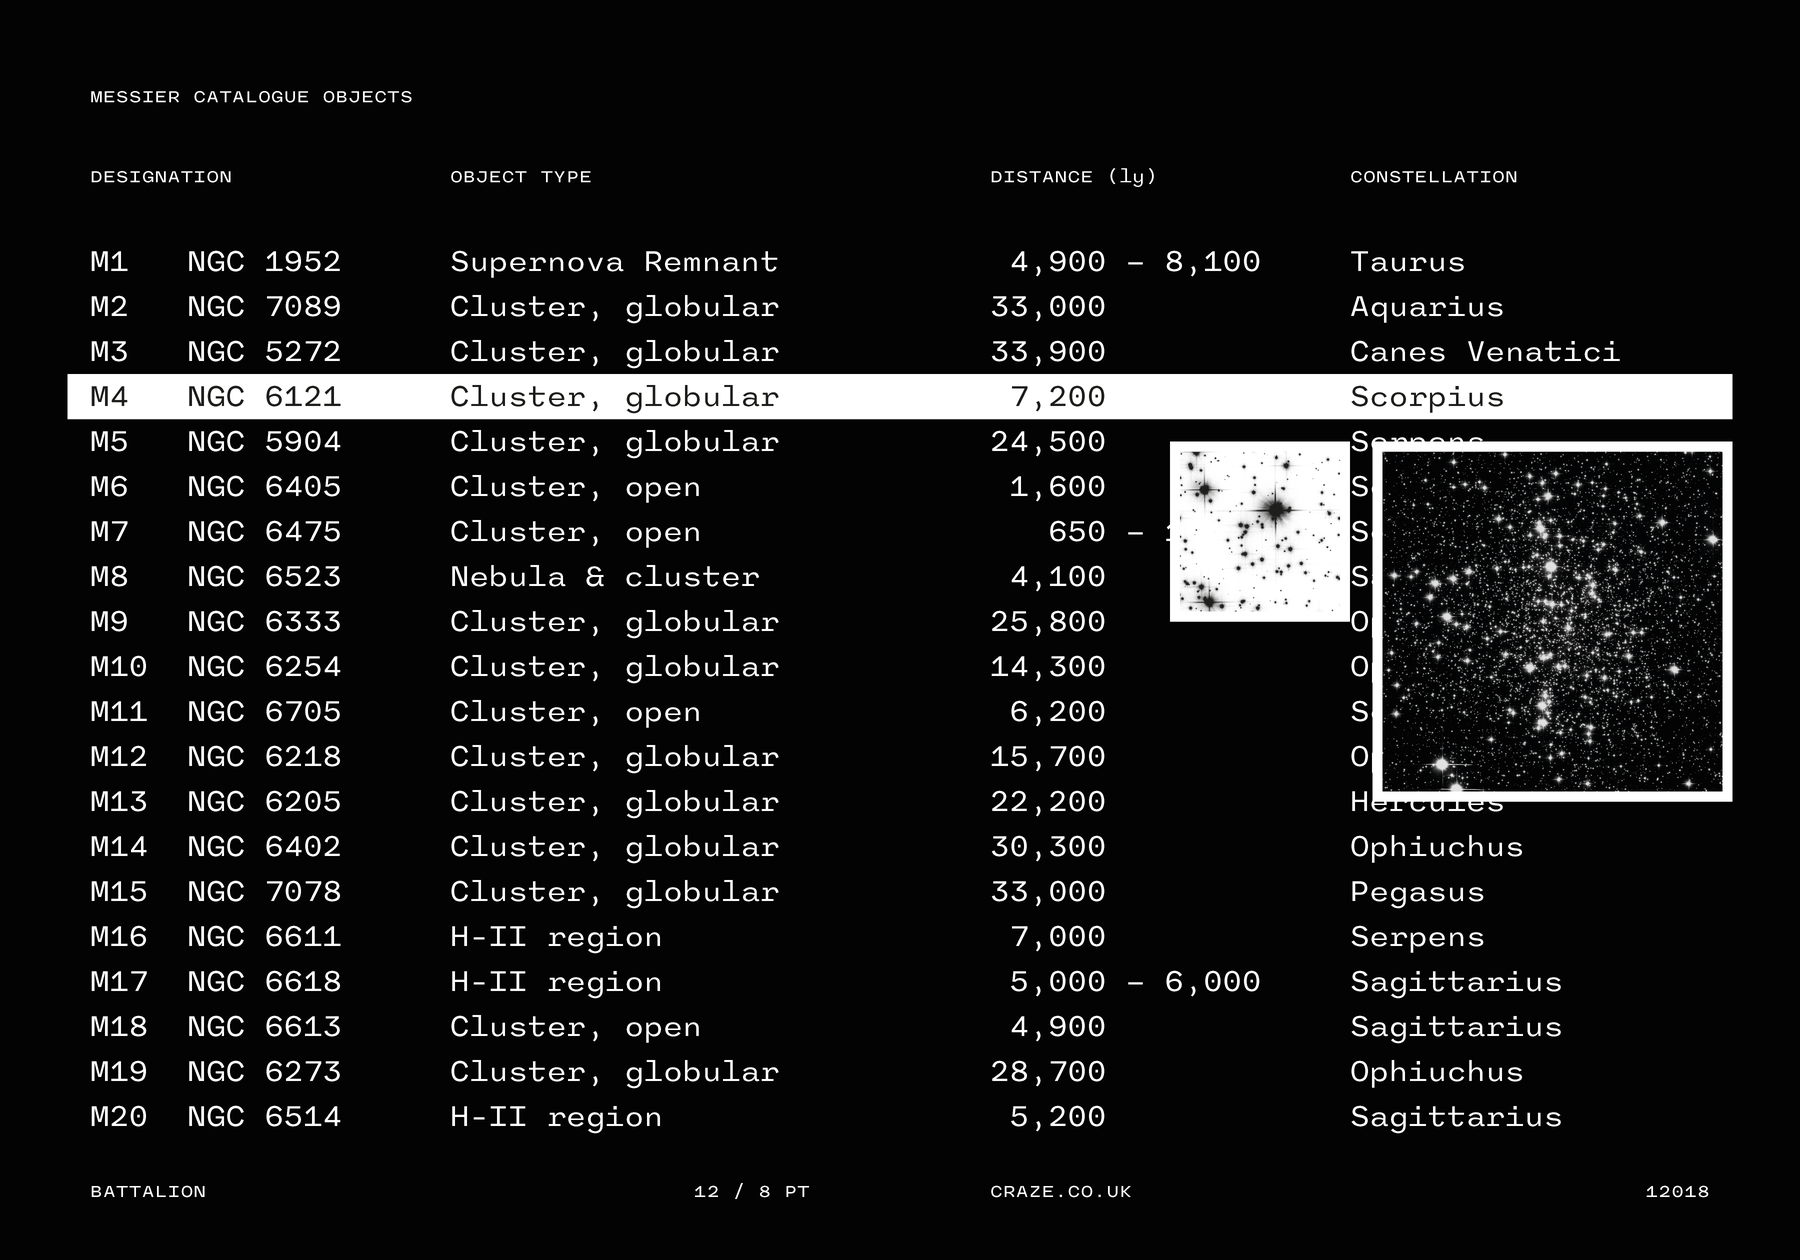 MESSIER CATALOGUE OBJECTS
DESIGNATION OBJECT TYPE DISTANCE (ly) CONSTELLATION
M1 NGC 1952 Supernova Remnant 4,900 – 8,100 Taurus
M2 NGC 7089 Cluster, globular 33,000 Aquarius
M3 NGC 5272 Cluster, globular 33,900 Canes Venatici
M4 NGC 6121 Cluster, globular 7,200 Scorpius
M5 NGC 5904 Cluster, globular 24,500 Serpens
M6 NGC 6405 Cluster, open 1,600
M7 NGC 6475 Cluster, open 650 –
M8 NGC 6523 Nebula & cluster 4,100
M9 NGC 6333 Cluster, globular 25,800
M10 NGC 6254 Cluster, globular 14,300
M11 NGC 6705 Cluster, open 6,200
M12 NGC 6218 Cluster, globular 15,700
M13 NGC 6205 Cluster, globular 22,200 Hercules
M14 NGC 6402 Cluster, globular 30,300 Ophiuchus
M15 NGC 7078 Cluster, globular 33,000 Pegasus
M16 NGC 6611 H-II region 7,000 Serpens
M17 NGC 6618 H-II region 5,000 – 6,000 Sagittarius
M18 NGC 6613 Cluster, open 4,900 Sagittarius
M19 NGC 6273 Cluster, globular 28,700 Ophiuchus
M20 NGC 6514 H-II region 5,200 Sagittarius
BATTALION 12 / 8 PT CRAZE.CO.UK 12018